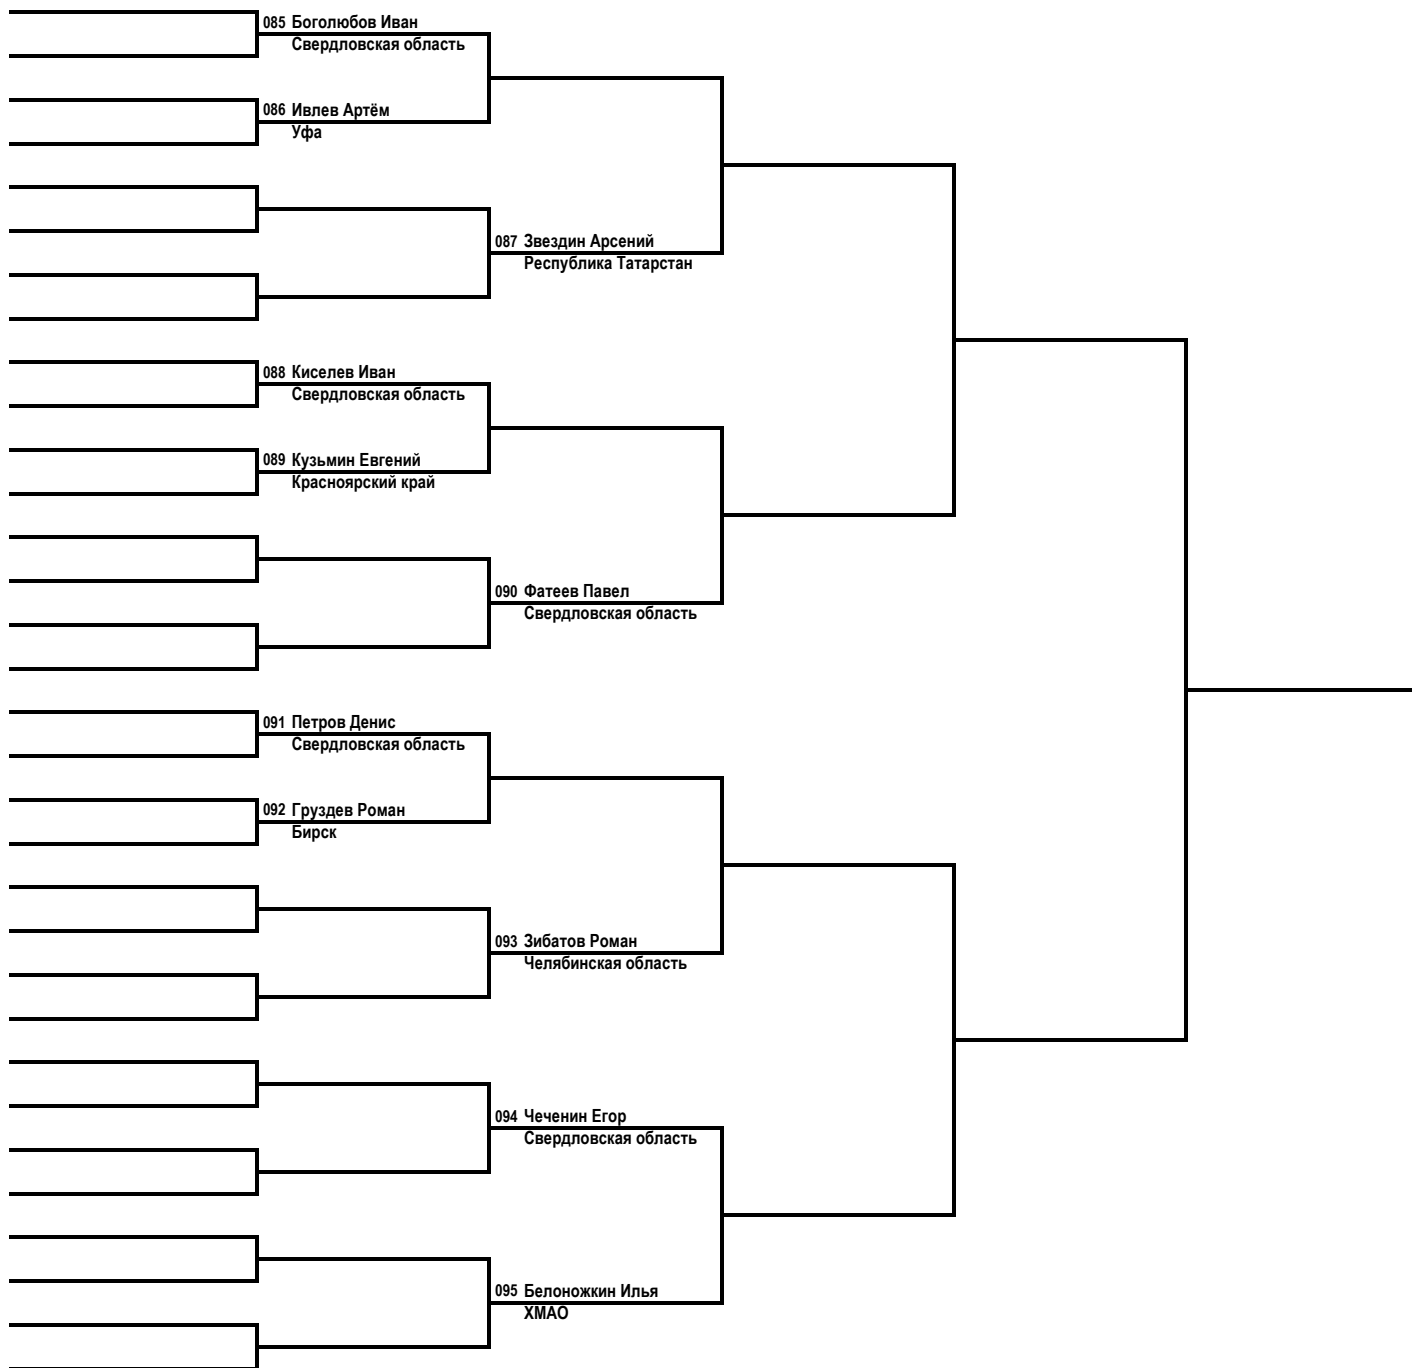 085 Боголюбов Иван
Свердловская область
086 Ивлев Артём
Уфа
087 Звездин Арсений
Республика Татарстан
088 Киселев Иван
Свердловская область
089 Кузьмин Евгений
Красноярский край
090 Фатеев Павел
Свердловская область
091 Петров Денис
Свердловская область
092 Груздев Роман
Бирск
093 Зибатов Роман
Челябинская область
094 Чеченин Егор
Свердловская область
095 Белоножкин Илья
ХМАО